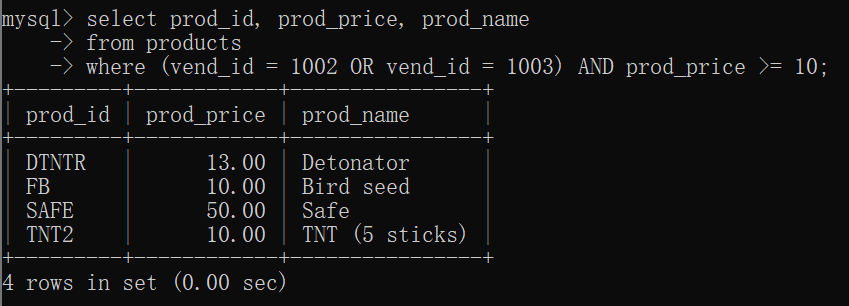 mysql> select prod_id, prod_price, prod_name
    -> from products
    -> where (vend_id = 1002 OR vend_id = 1003) AND prod_price >= 10;
+---------+------------+----------------+
| prod_id | prod_price | prod_name      |
+---------+------------+----------------+
| DTNTR   |      13.00 | Detonator      |
| FB      |      10.00 | Bird seed      |
| SAFE    |      50.00 | Safe           |
| TNT2    |      10.00 | TNT (5 sticks) |
+---------+------------+----------------+
4 rows in set (0.00 sec)